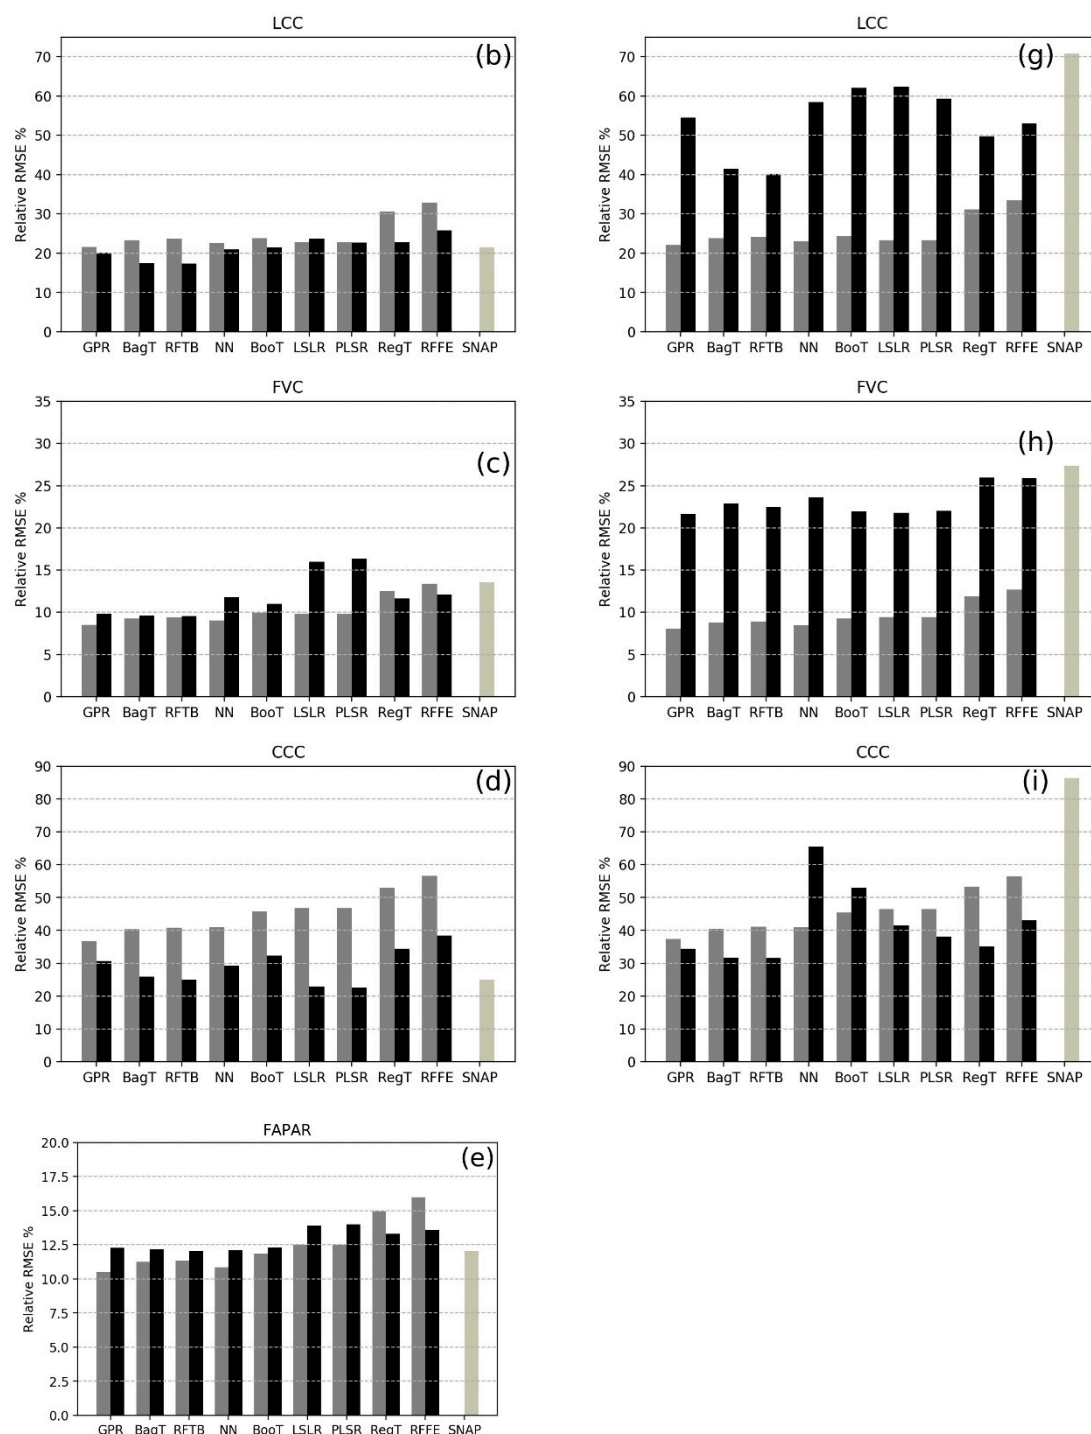 LCC
(b)
Relative RMSE %
70
60
50
40
30
20
10
0
GPR BagT RFTB NN BooT LSLR PLSR RegT RFFE SNAP
LCC
(g)
Relative RMSE %
70
60
50
40
30
20
10
0
GPR BagT RFTB NN BooT LSLR PLSR RegT RFFE SNAP
FVC
(c)
Relative RMSE %
35
30
25
20
15
10
5
0
GPR BagT RFTB NN BooT LSLR PLSR RegT RFFE SNAP
FVC
(h)
Relative RMSE %
35
30
25
20
15
10
5
0
GPR BagT RFTB NN BooT LSLR PLSR RegT RFFE SNAP
CCC
(d)
Relative RMSE %
90
80
70
60
50
40
30
20
10
0
GPR BagT RFTB NN BooT LSLR PLSR RegT RFFE SNAP
CCC
(i)
Relative RMSE %
90
80
70
60
50
40
30
20
10
0
GPR BagT RFTB NN BooT LSLR PLSR RegT RFFE SNAP
FAPAR
(e)
Relative RMSE %
20.0
17.5
15.0
12.5
10.0
7.5
5.0
2.5
0.0
GPR BagT RFTB NN BooT LSLR PLSR RegT RFFE SNAP